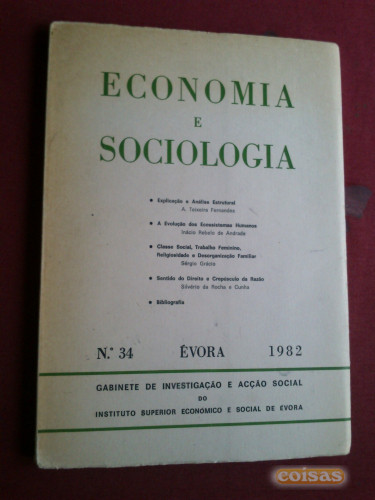 ECONOMIA
E
SOCIOLOGIA
• Explicação e Análise Estrutural
A. Teixeira Fernandes
• A Evolução dos Ecossistemas Humanos
Inácio Rebelo de Andrade
• Classe Social, Trabalho Feminino,
Religiosidade e Desorganização Familiar
Sérgio Grácio
• Sentido do Direito e Crepúsculo da Razão
Silvério da Rocha e Cunha
• Bibliografia
N.º 34 ÉVORA 1982
GABINETE DE INVESTIGAÇÃO E ACÇÃO SOCIAL
DO
INSTITUTO SUPERIOR ECONOMICO E SOCIAL DE EVORA
coisas